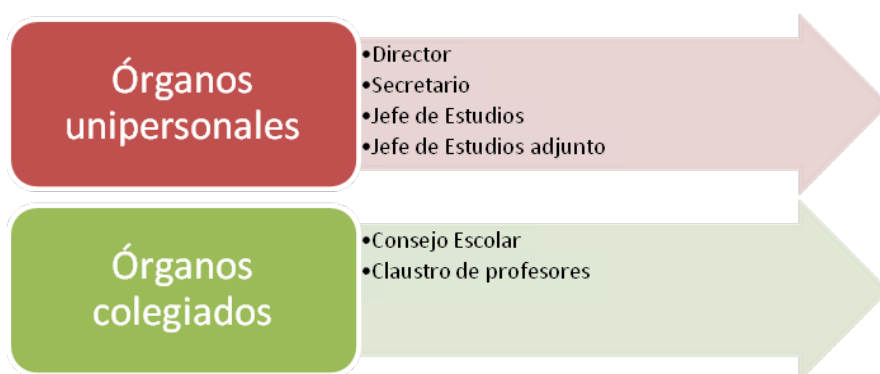 Órganos
unipersonales
•Director
•Secretario
•Jefe de Estudios
•Jefe de Estudios adjunto
Órganos
colegiados
•Consejo Escolar
•Claustro de profesores